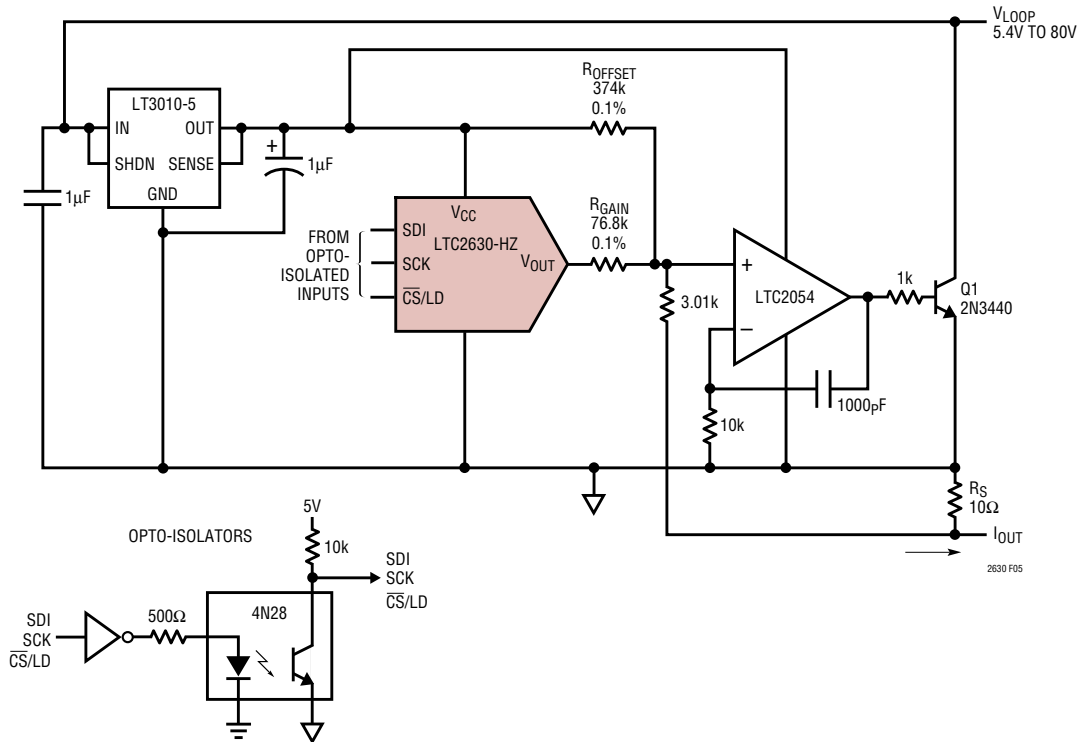 VLOOP
5.4V TO 80V
LT3010-5
IN
OUT
SHDN
SENSE
GND
1µF
+
1µF
ROFFSET
374k
0.1%
RGAIN
76.8k
0.1%
FROM
OPTO-
ISOLATED
INPUTS
SDI
SCK
CS/LD
VCC
LTC2630-HZ
VOUT
3.01k
+
–
LTC2054
1k
Q1
2N3440
1000pF
10k
RS
10Ω
IOUT
2630 F05
OPTO-ISOLATORS
5V
10k
SDI
SCK
CS/LD
4N28
500Ω
SDI
SCK
CS/LD